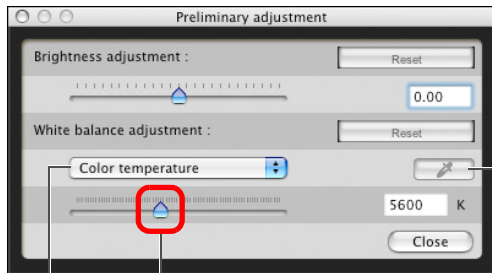 Preliminary adjustment
Brightness adjustment :
Reset
0.00
White balance adjustment :
Reset
Color temperature
5600 K
Close